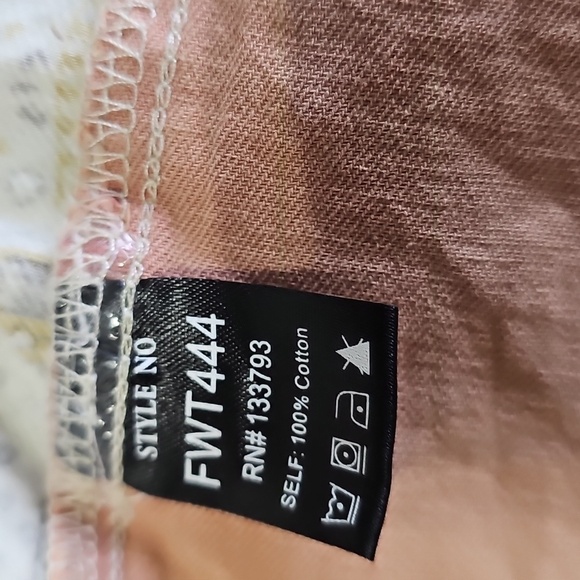 STYLE NO
FWT444
RN# 133793
SELF: 100% Cotton